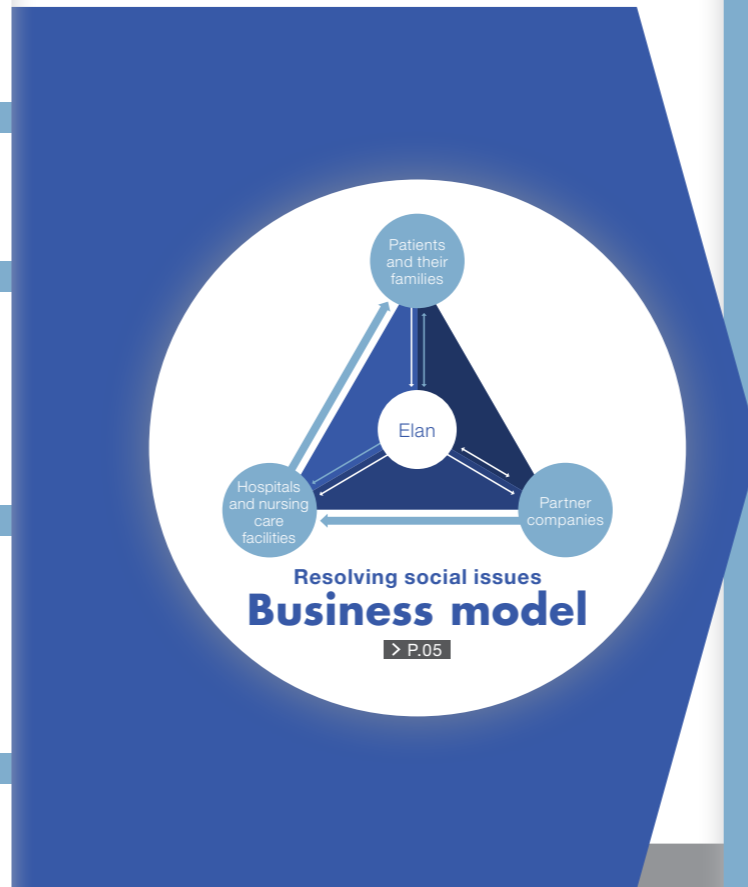 Patients
and their
families
Elan
Hospitals
and nursing
care
facilities
Partner
companies
Resolving social issues
Business model
> P.05